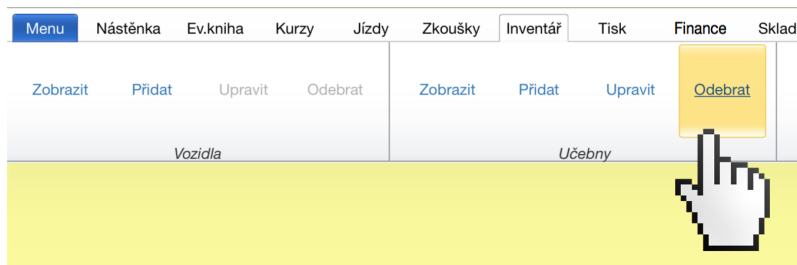 Menu Nástěnka Ev.kniha Kurzy Jízdy Zkoušky Inventář Tisk Finance Sklad
Zobrazit Přidat Upravit Odebrat Zobrazit Přidat Upravit Odebrat
Vozidla Učebny